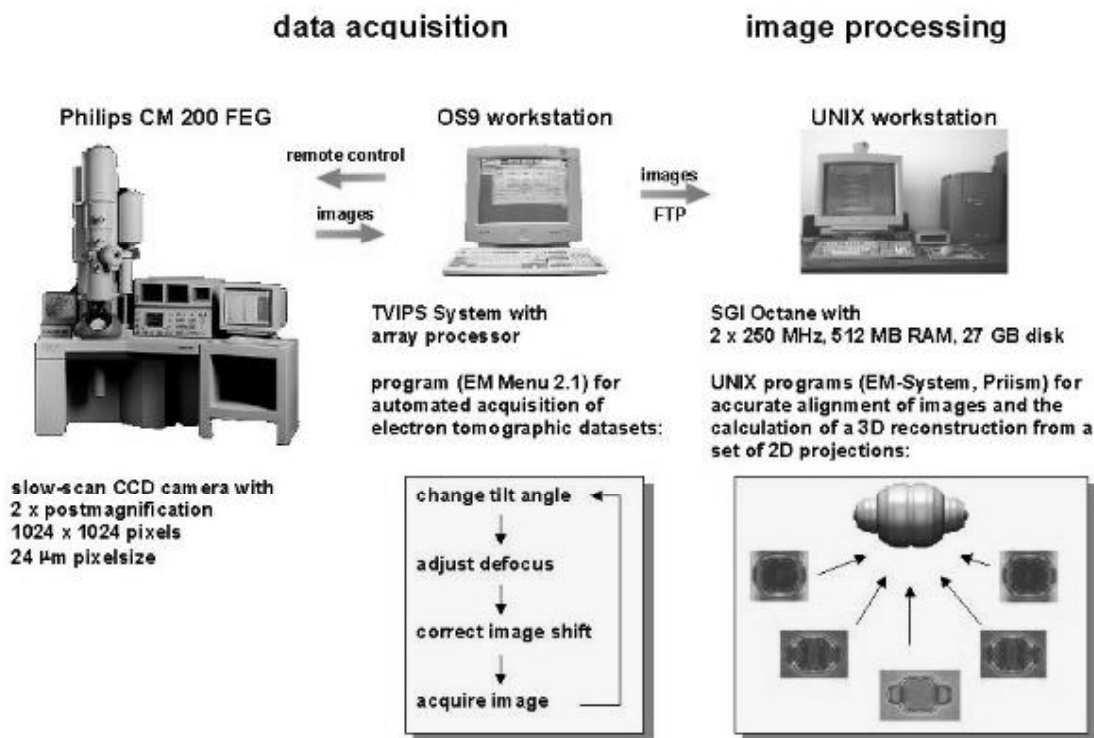 data acquisition
image processing
Philips CM 200 FEG
OS9 workstation
UNIX workstation
remote control
images
images
FTP
TVIPS System with
array processor
program (EM Menu 2.1) for
automated acquisition of
electron tomographic datasets:
SGI Octane with
2 x 250 MHz, 512 MB RAM, 27 GB disk
UNIX programs (EM-System, Priism) for
accurate alignment of images and the
calculation of a 3D reconstruction from a
set of 2D projections:
slow-scan CCD camera with
2 x postmagnification
1024 x 1024 pixels
24 µm pixelsize
change tilt angle
adjust defocus
correct image shift
acquire image